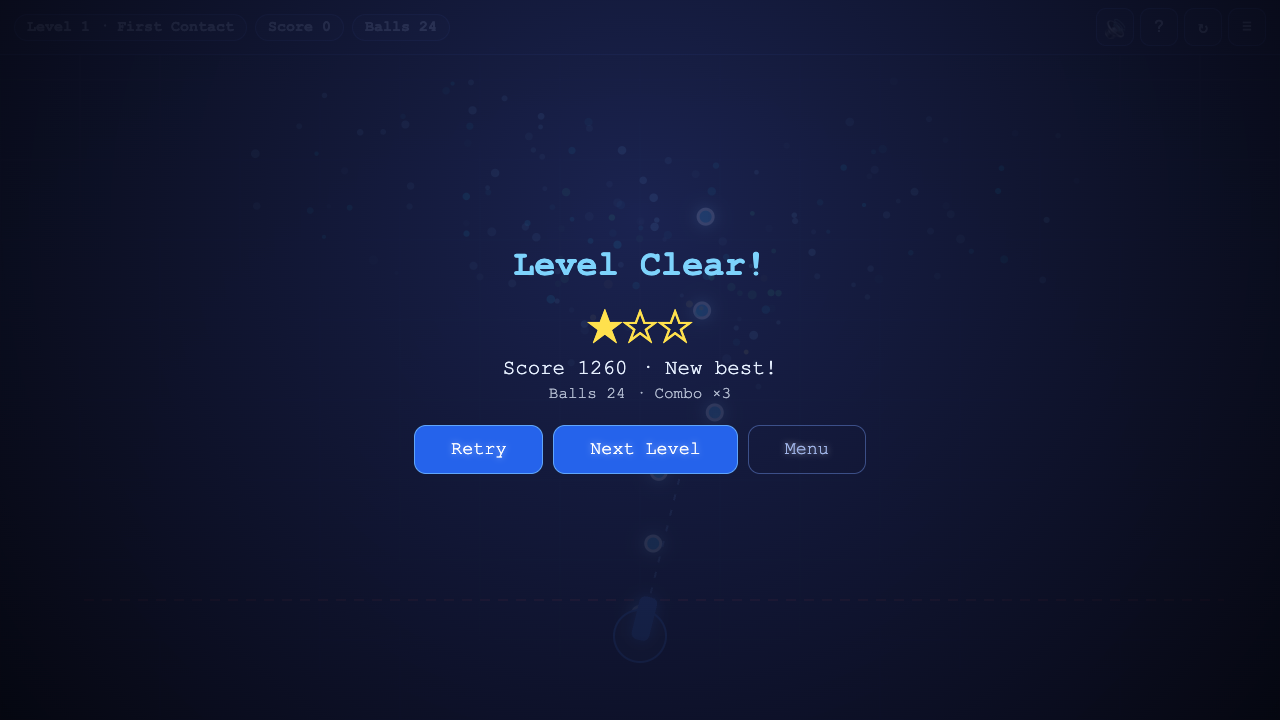 Level 1 · First Contact
Score 0
Balls 24
?
Level Clear!
★☆☆
Score 1260 · New best!
Balls 24 · Combo ×3
Retry
Next Level
Menu